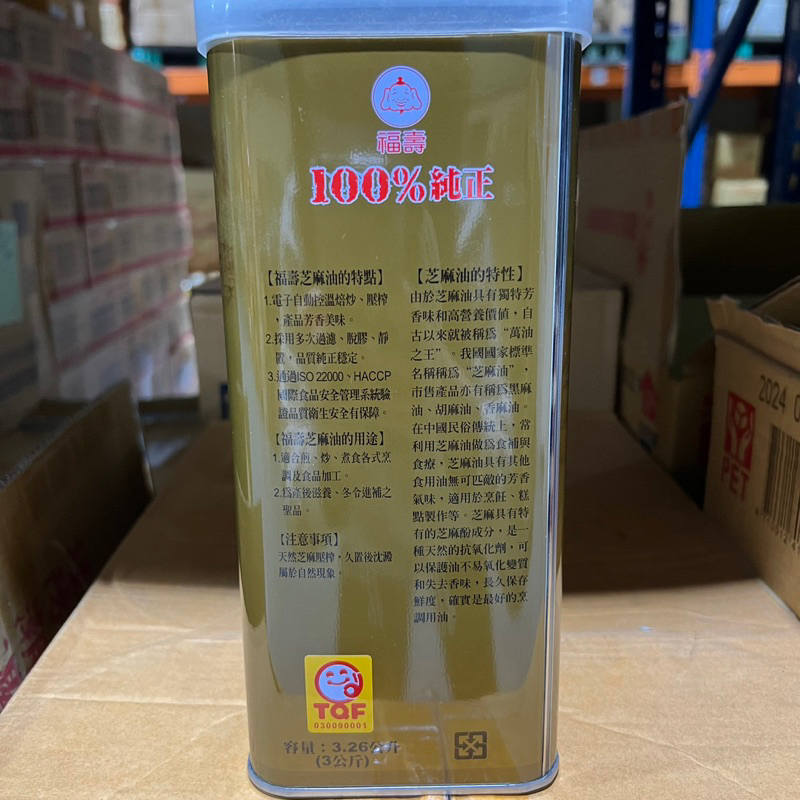 福壽
100%純正
【福壽芝麻油的特點】
1.電子自動控溫焙炒、壓榨
，產品芳香美味。
2.採用多次過濾、脫膠、靜
置，品質純正穩定。
3.通過ISO 22000、HACCP
國際食品安全管理系統驗
證品質衛生安全有保障。
【福壽芝麻油的用途】
1.適合煎、炒、煮食各式烹
調及食品加工。
2.為產後滋養、冬令進補之
聖品。
【注意事項】
天然芝麻壓榨，久置後沈澱
屬於自然現象。
【芝麻油的特性】
由於芝麻油具有獨特芳
香味和高營養價值，自
古以來就被稱為“萬油
之王”。我國國家標準
名稱稱為“芝麻油”，
市售產品亦有稱為黑麻
油、胡麻油、香麻油。
在中國民俗傳統上，常
利用芝麻油做為食補與
食療，芝麻油具有其他
食用油無可匹敵的芳香
氣味，適用於烹飪、糕
點製作等。芝麻具有特
有的芝麻酚成分，是一
種天然的抗氧化劑，可
以保護油不易氧化變質
和失去香味，長久保存
鮮度，確實是最好的烹
調用油。
TQF
030090001
容量：3.26公升
(3公斤)
2024 0
PET